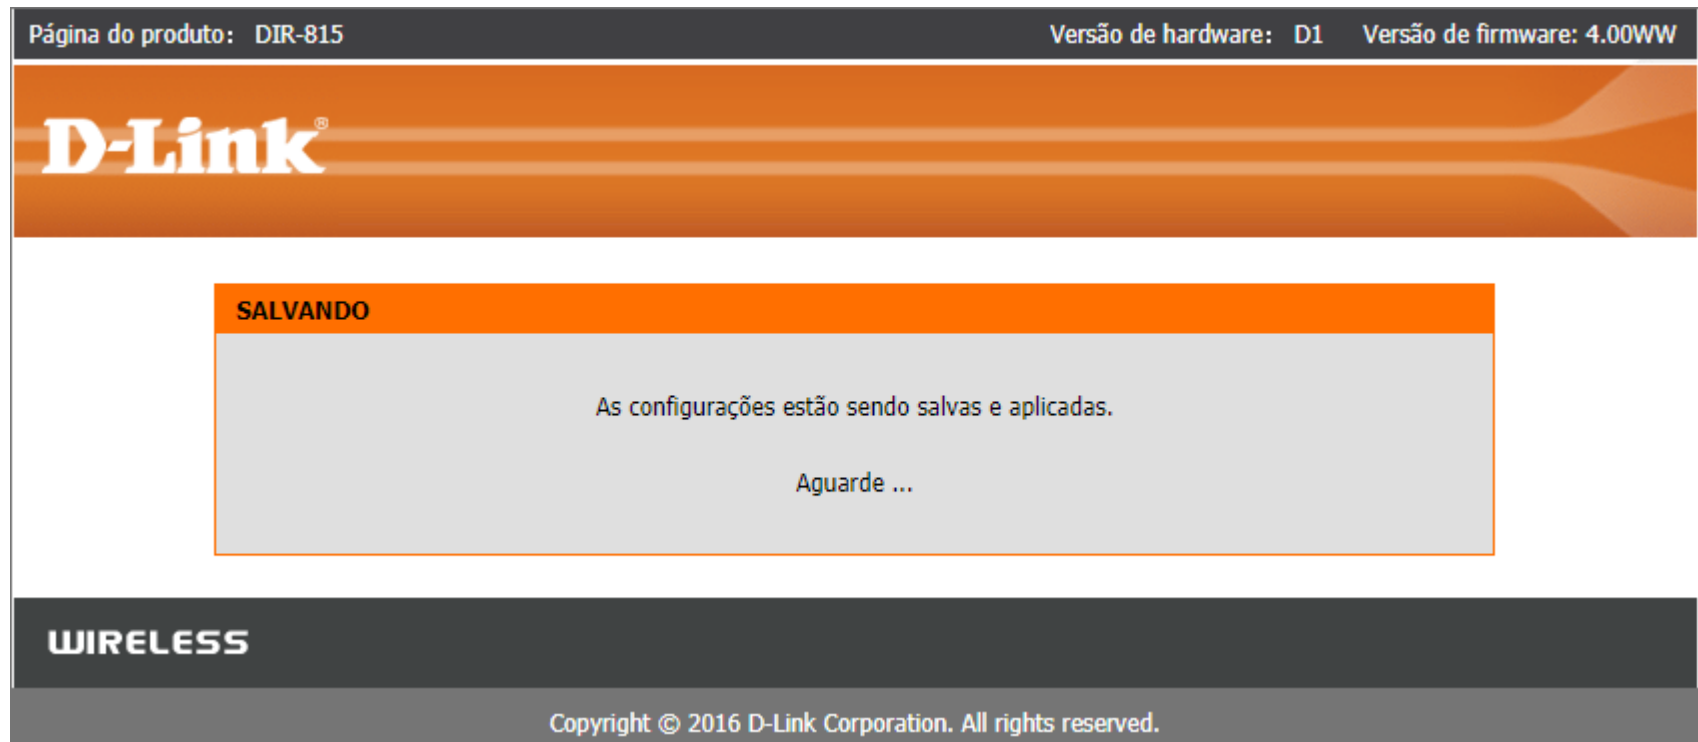 Página do produto: DIR-815 Versão de hardware: D1 Versão de firmware: 4.00WW
D-Link®
SALVANDO
As configurações estão sendo salvas e aplicadas.
Aguarde ...
WIRELESS
Copyright © 2016 D-Link Corporation. All rights reserved.